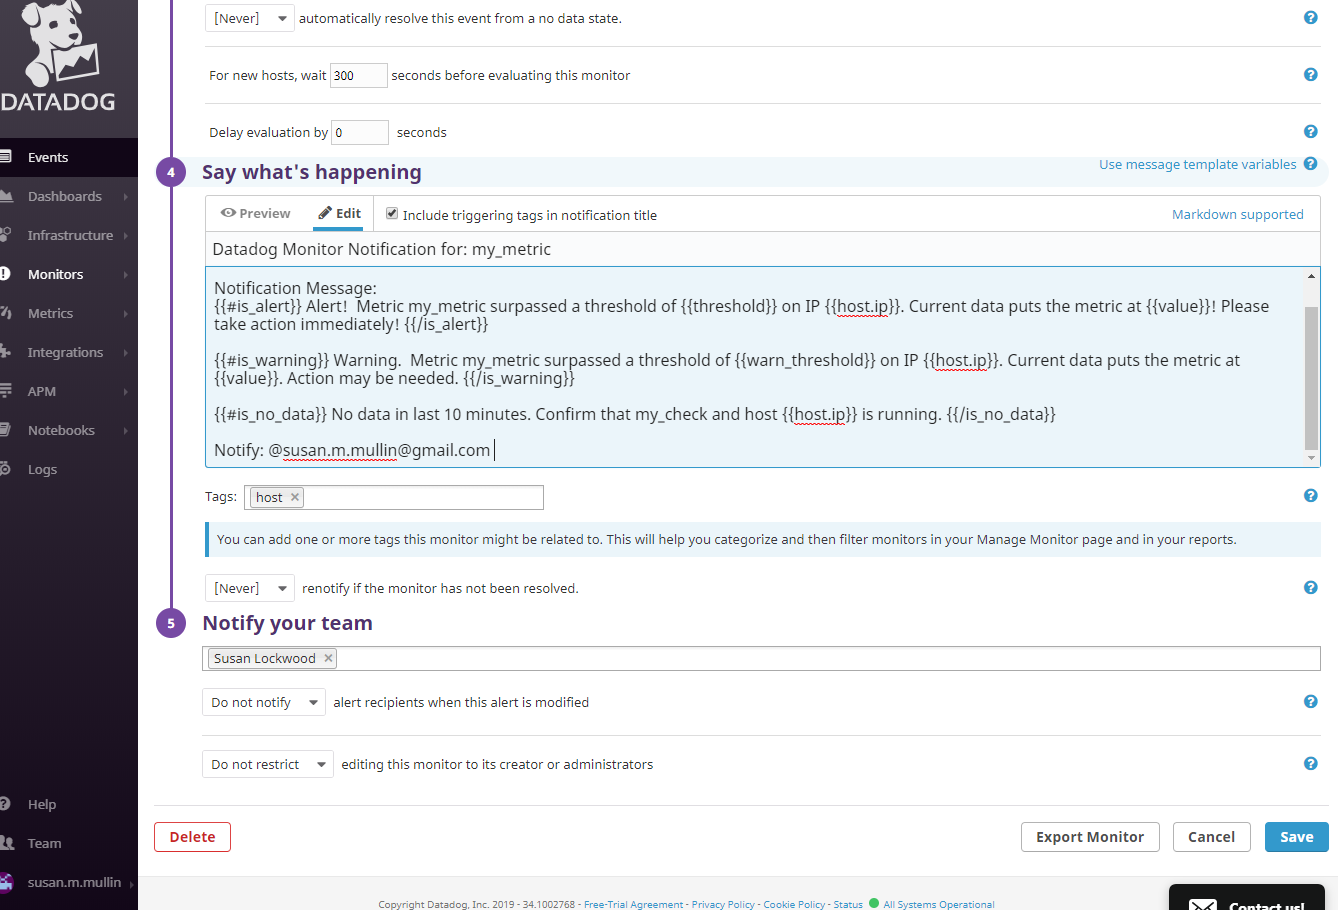 DATADOG
Events
Dashboards
Infrastructure
Monitors
Metrics
Integrations
APM
Notebooks
Logs
Help
Team
susan.m.mullin
[Never] automatically resolve this event from a no data state.
For new hosts, wait 300 seconds before evaluating this monitor
Delay evaluation by 0 seconds
4 Say what's happening
Use message template variables
Preview Edit Include triggering tags in notification title Markdown supported
Datadog Monitor Notification for: my_metric
Notification Message:
{{#is_alert}} Alert!  Metric my_metric surpassed a threshold of {{threshold}} on IP {{host.ip}}. Current data puts the metric at {{value}}! Please
take action immediately! {{/is_alert}}
{{#is_warning}} Warning.  Metric my_metric surpassed a threshold of {{warn_threshold}} on IP {{host.ip}}. Current data puts the metric at
{{value}}. Action may be needed. {{/is_warning}}
{{#is_no_data}} No data in last 10 minutes. Confirm that my_check and host {{host.ip}} is running. {{/is_no_data}}
Notify: @susan.m.mullin@gmail.com
Tags: host ×
You can add one or more tags this monitor might be related to. This will help you categorize and then filter monitors in your Manage Monitor page and in your reports.
[Never] renotify if the monitor has not been resolved.
5 Notify your team
Susan Lockwood ×
Do not notify alert recipients when this alert is modified
Do not restrict editing this monitor to its creator or administrators
Delete Export Monitor Cancel Save
Copyright Datadog, Inc. 2019 - 34.1002768 - Free-Trial Agreement - Privacy Policy - Cookie Policy - Status All Systems Operational
Contact us!